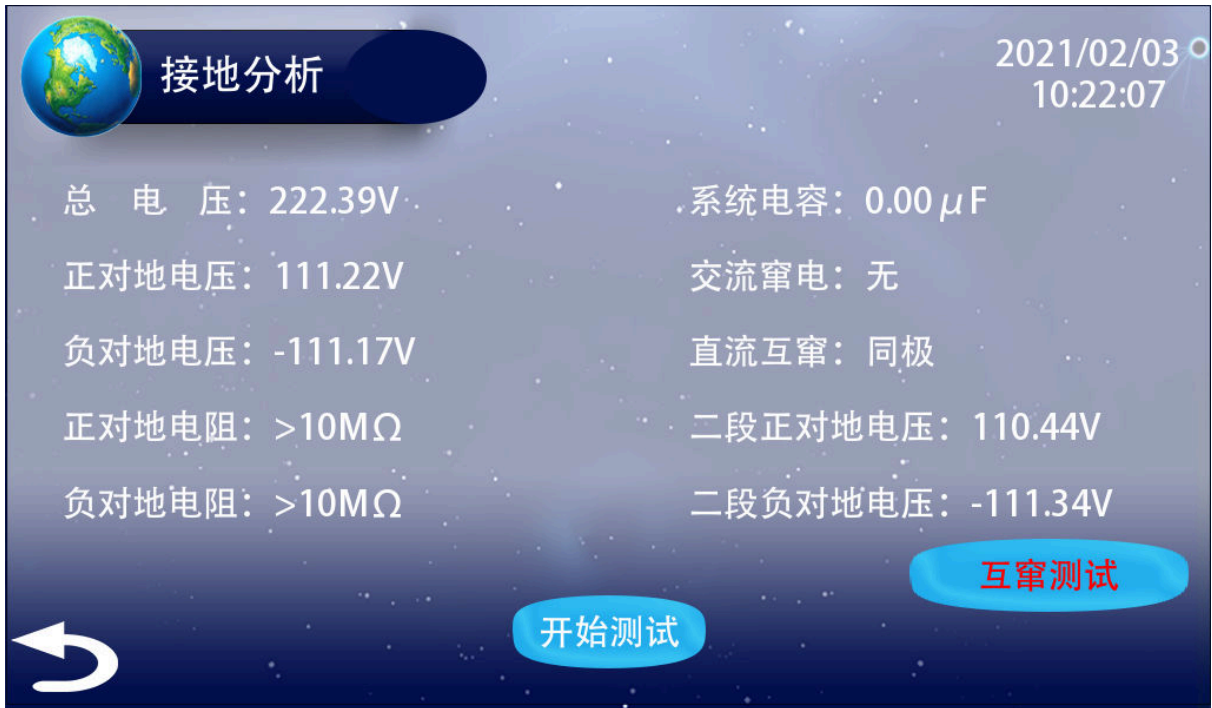 接地分析
2021/02/03
10:22:07
总 电 压：222.39V
系统电容：0.00μF
正对地电压：111.22V
交流窜电：无
负对地电压：-111.17V
直流互窜：同极
正对地电阻：>10MΩ
二段正对地电压：110.44V
负对地电阻：>10MΩ
二段负对地电压：-111.34V
互窜测试
开始测试